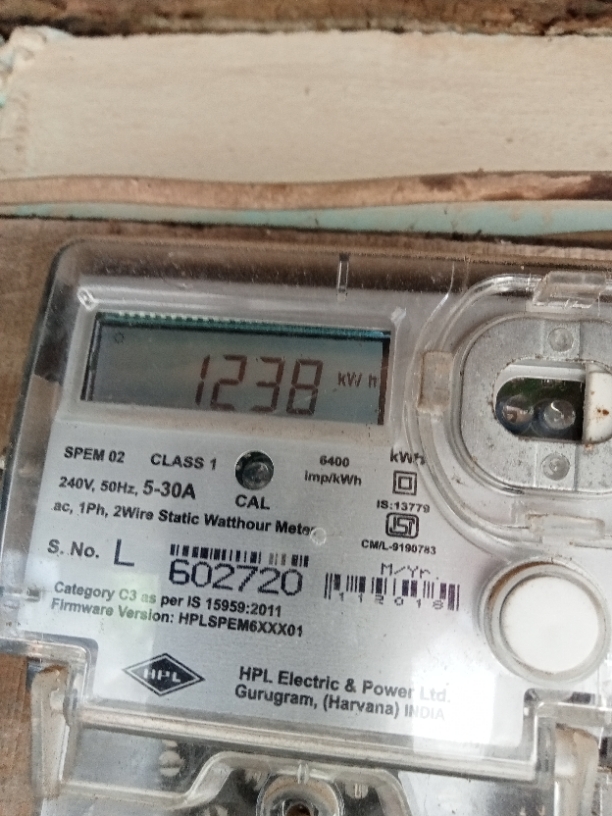 1238 kWh
SPEM 02 CLASS 1 6400 imp/kWh kWh
240V, 50Hz, 5-30A CAL IS:13779
ac, 1Ph, 2Wire Static Watthour Meter
CM/L-9190783
S. No. L 602720 M/Yr.
112018
Category C3 as per IS 15959:2011
Firmware Version: HPLSPEM6XXX01
HPL
HPL Electric & Power Ltd.
Gurugram, (Harvana) INDIA